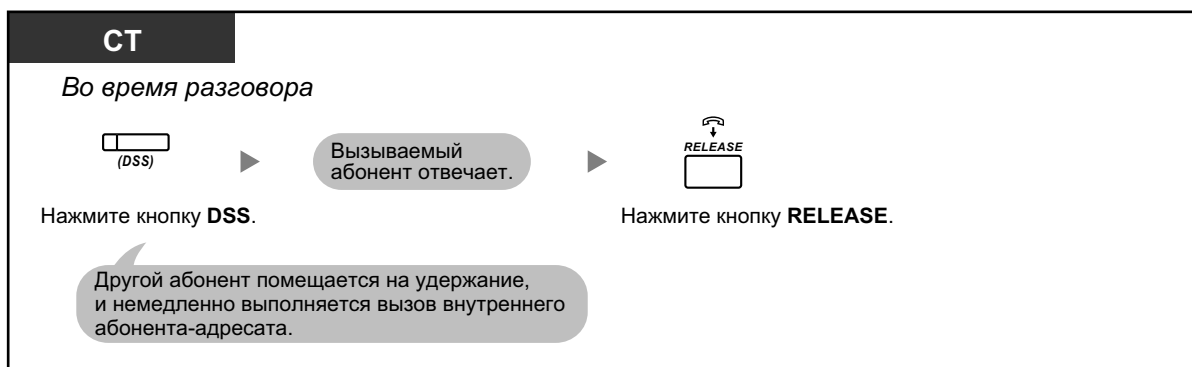 СТ
Во время разговора
(DSS)
Вызываемый
абонент отвечает.
RELEASE
Нажмите кнопку DSS.
Нажмите кнопку RELEASE.
Другой абонент помещается на удержание,
и немедленно выполняется вызов внутреннего
абонента-адресата.